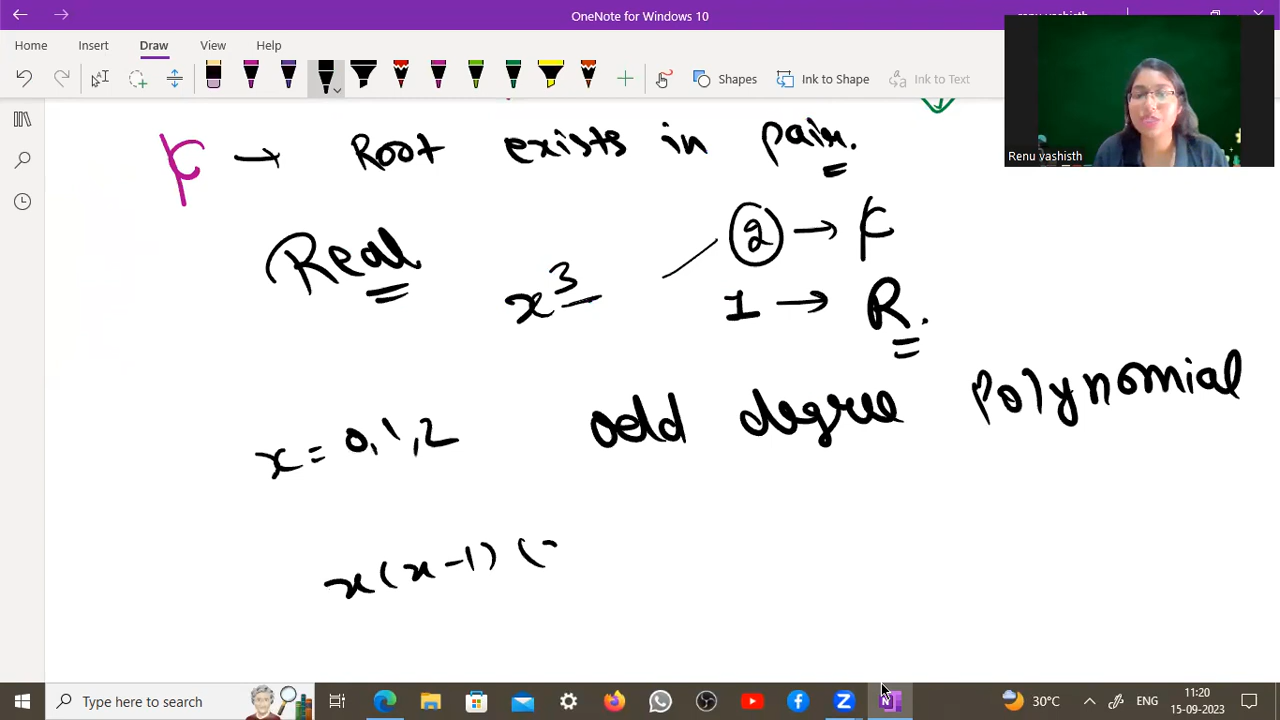 OneNote for Windows 10
renu vashisth
Home Insert Draw View Help
Shapes Ink to Shape Ink to Text
Renu vashisth
₵ → Root exists in pair.
Real
x³ 2 → ₵
1 → R.
odd degree Polynomial
x = 0, 1, 2
x(x-1)(
Type here to search
30°C ENG 11:20
15-09-2023